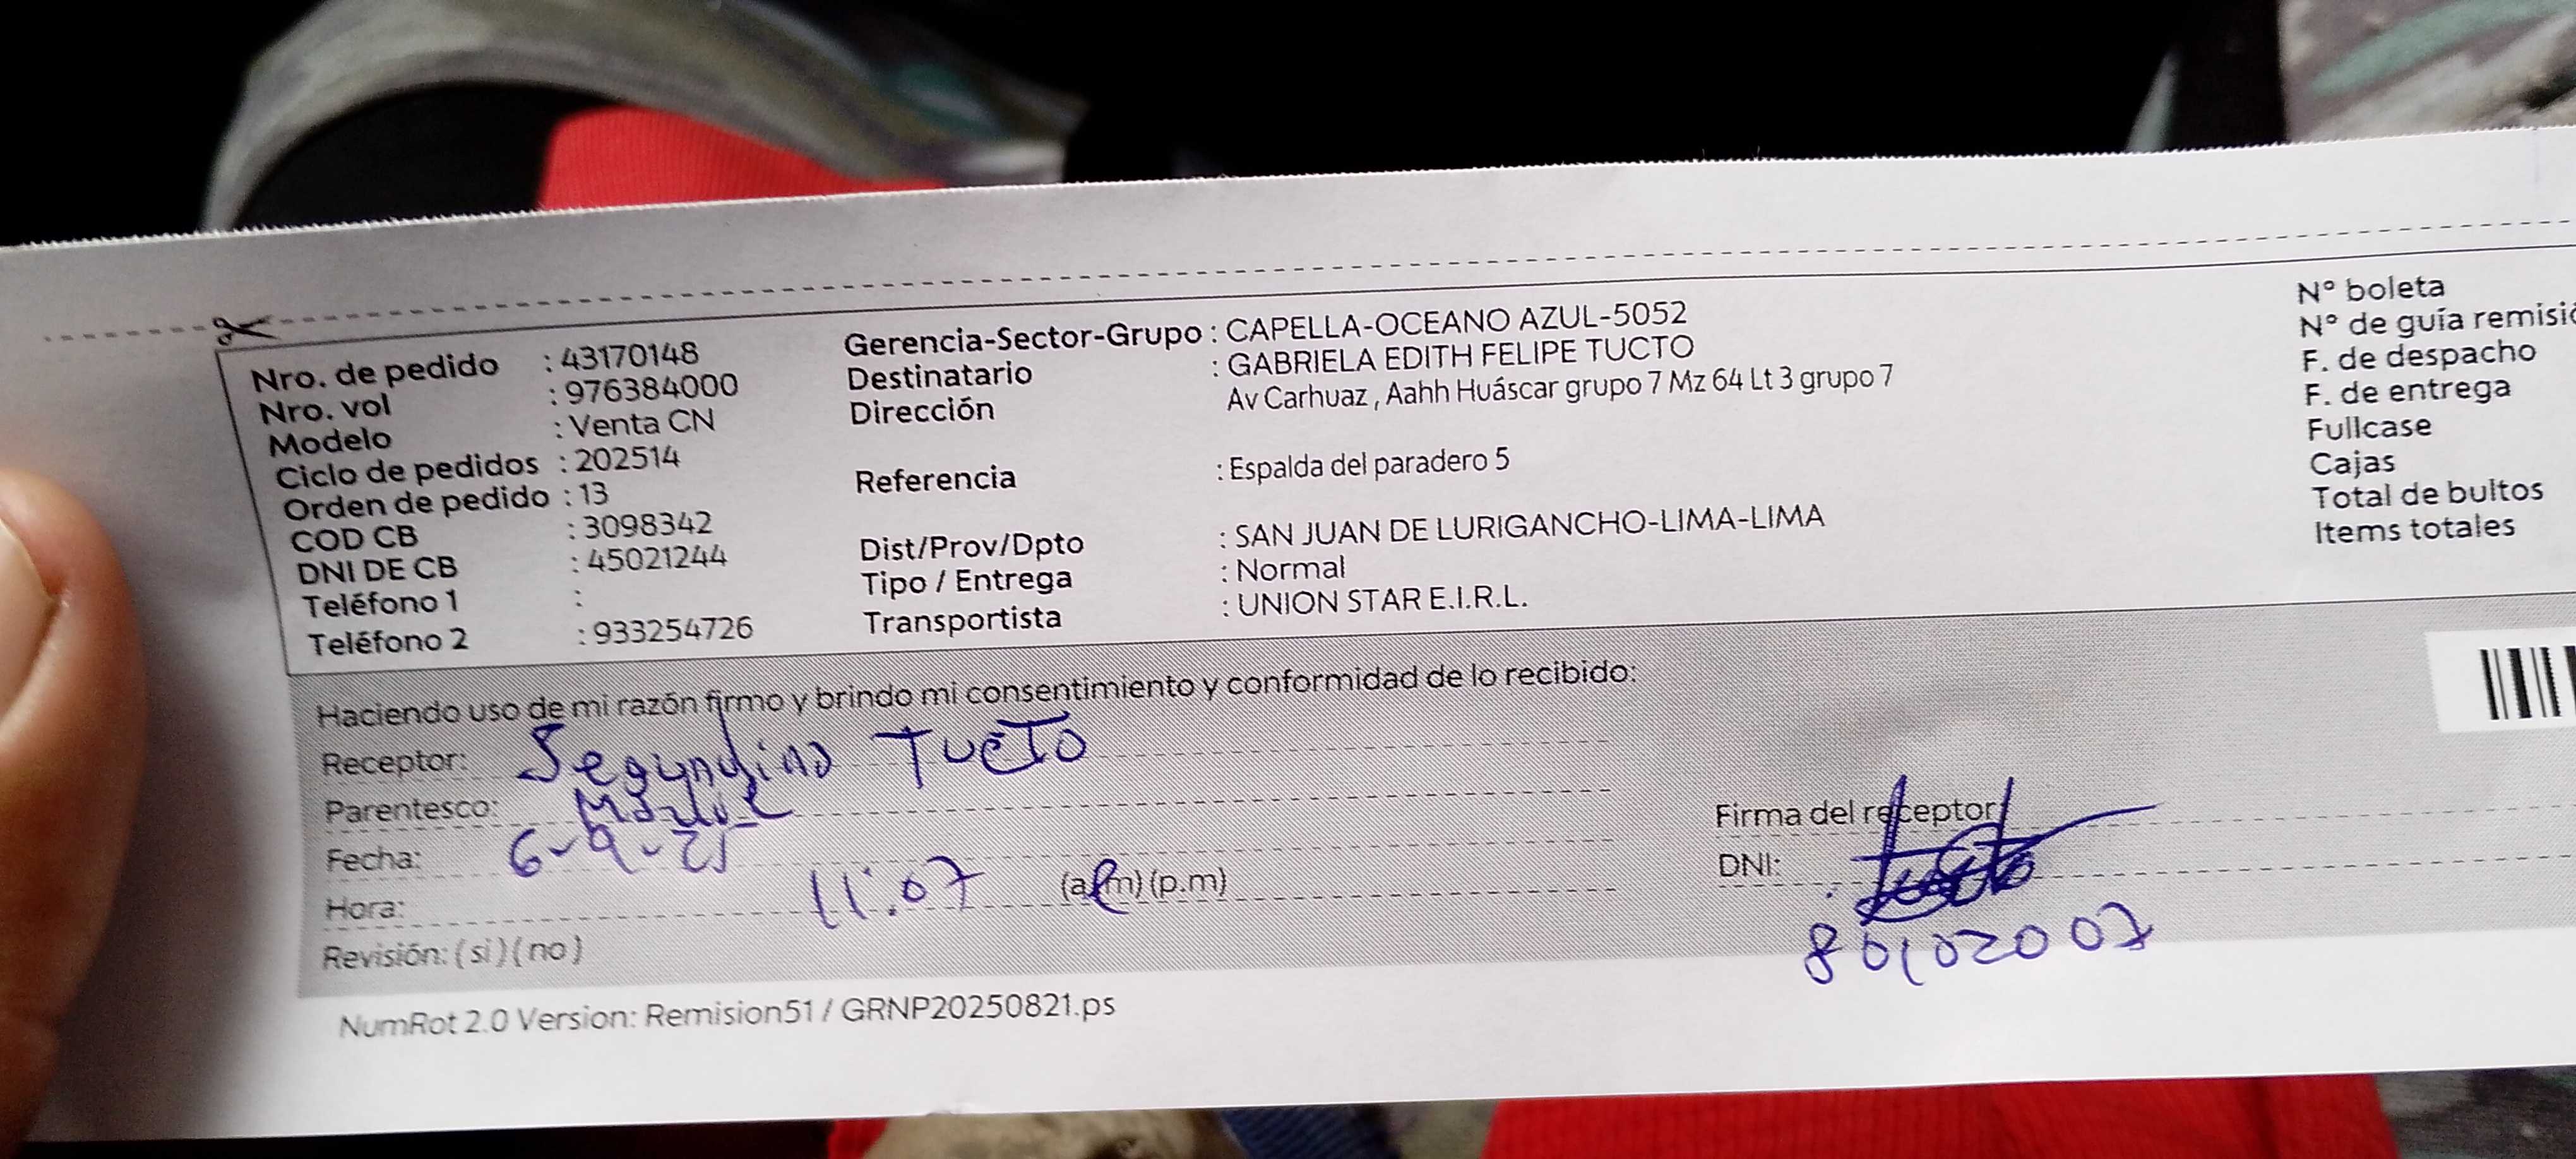 Nro. de pedido : 43170148
Nro. vol : 976384000
Modelo : Venta CN
Ciclo de pedidos : 202514
Orden de pedido : 13
COD CB : 3098342
DNI DE CB : 45021244
Teléfono 1 :
Teléfono 2 : 933254726
Gerencia-Sector-Grupo : CAPELLA-OCEANO AZUL-5052
Destinatario : GABRIELA EDITH FELIPE TUCTO
Dirección Av Carhuaz , Aahh Huáscar grupo 7 Mz 64 Lt 3 grupo 7
Referencia : Espalda del paradero 5
Dist/Prov/Dpto : SAN JUAN DE LURIGANCHO-LIMA-LIMA
Tipo / Entrega : Normal
Transportista : UNION STAR E.I.R.L.
N° boleta
N° de guía
F. de despacho
F. de entrega
Fullcase
Cajas
Total de bultos
Items totales
Haciendo uso de mi razón firmo y brindo mi consentimiento y conformidad de lo recibido:
Receptor: Segundino Tucto
Parentesco:
Fecha: 6-9-25
Hora: 11:07 (a.m) (p.m)
Revisión: ( si ) ( no )
Firma del receptor
DNI:
80102007
NumRot 2.0 Version: Remision51 / GRNP20250821.ps